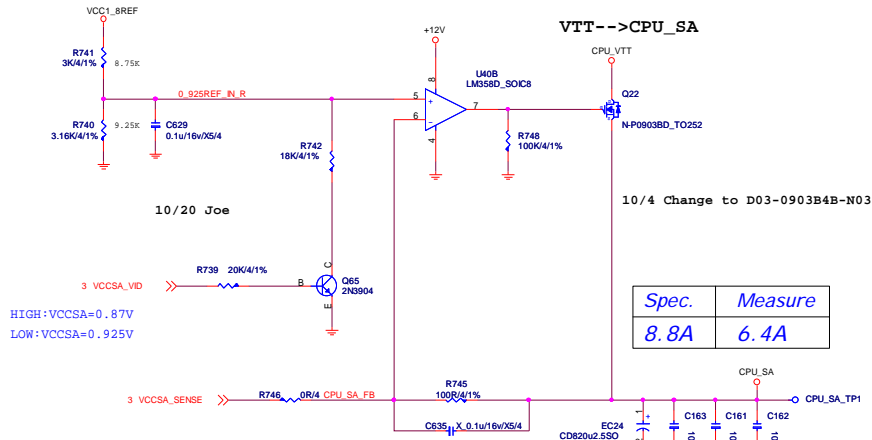 VCC1_8REF
+12V
VTT-->CPU_SA
CPU_VTT
R741
3K/4/1%
8.75K
U40B
LM358D_SOIC8
8
Q22
0_925REF_IN_R
5
+
7
6
-
4
N-P0903BD_TO252
R740
3.16K/4/1%
9.25K
C629
0.1u/16v/X5/4
R742
18K/4/1%
R748
100K/4/1%
10/20 Joe
10/4 Change to D03-0903B4B-N03
R739 20K/4/1%
C
B
E
Q65
2N3904
3 VCCSA_VID
HIGH:VCCSA=0.87V
LOW:VCCSA=0.925V
Spec. Measure
8.8A 6.4A
CPU_SA
3 VCCSA_SENSE
R746 0R/4 CPU_SA_FB
R745
100R/4/1%
CPU_SA_TP1
C635 X_0.1u/16v/X5/4
1
+
EC24
CD820u2.5SO
C163
C161
C162